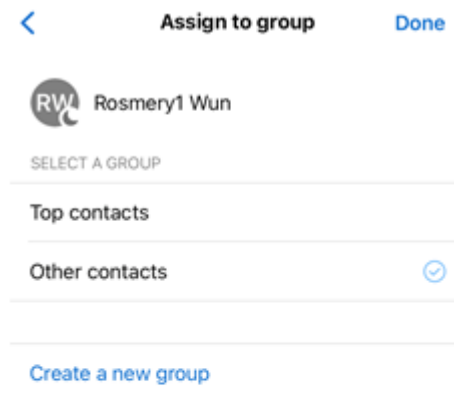 Assign to group
Done
RW
Rosmery1 Wun
SELECT A GROUP
Top contacts
Other contacts
Create a new group